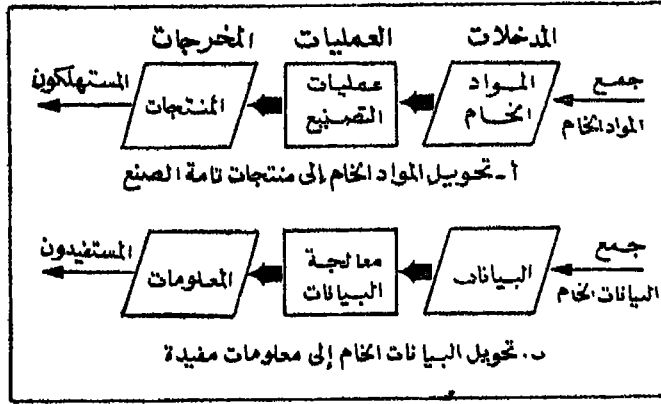 المدخلات العمليات المخرجات
جمع المواد الخام
المواد الخام
عمليات التصنيع
المنتجات
المستهلكون
أ- تحويل المواد الخام إلى منتجات تامة الصنع
جمع البيانات الخام
البيانات
معالجة البيانات
المعلومات
المستفيدون
ب. تحويل البيانات الخام إلى معلومات مفيدة